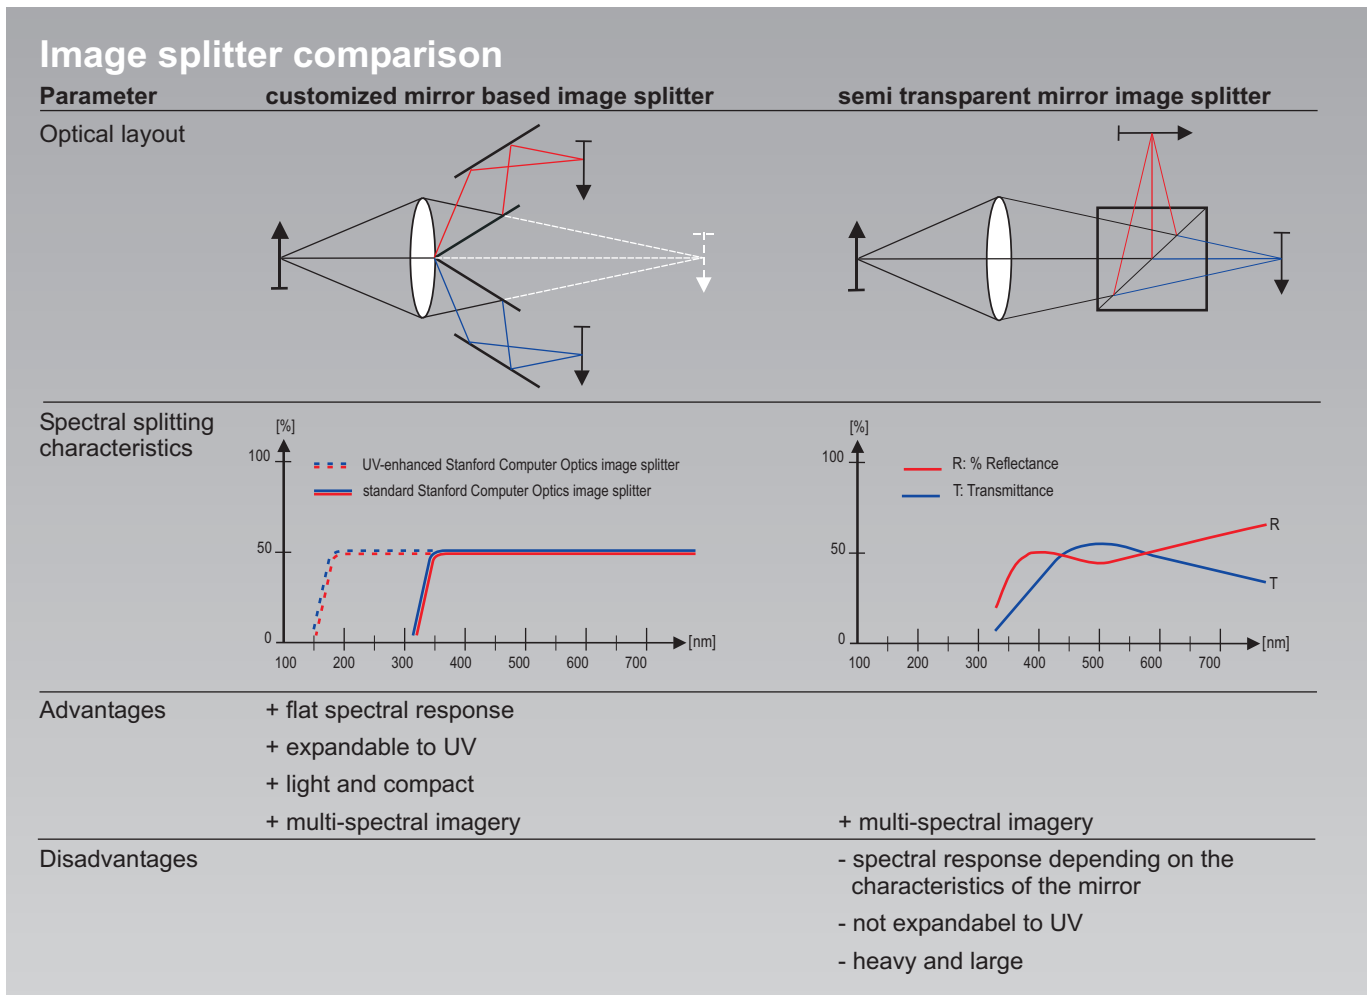 Image splitter comparison
Parameter customized mirror based image splitter semi transparent mirror image splitter
Optical layout
Spectral splitting
characteristics
[%]
100
50
0
UV-enhanced Stanford Computer Optics image splitter
standard Stanford Computer Optics image splitter
[nm]
100 200 300 400 500 600 700
[%]
100
50
0
R: % Reflectance
T: Transmittance
R
T
[nm]
100 200 300 400 500 600 700
Advantages
+ flat spectral response
+ expandable to UV
+ light and compact
+ multi-spectral imagery
+ multi-spectral imagery
Disadvantages
- spectral response depending on the
characteristics of the mirror
- not expandabel to UV
- heavy and large